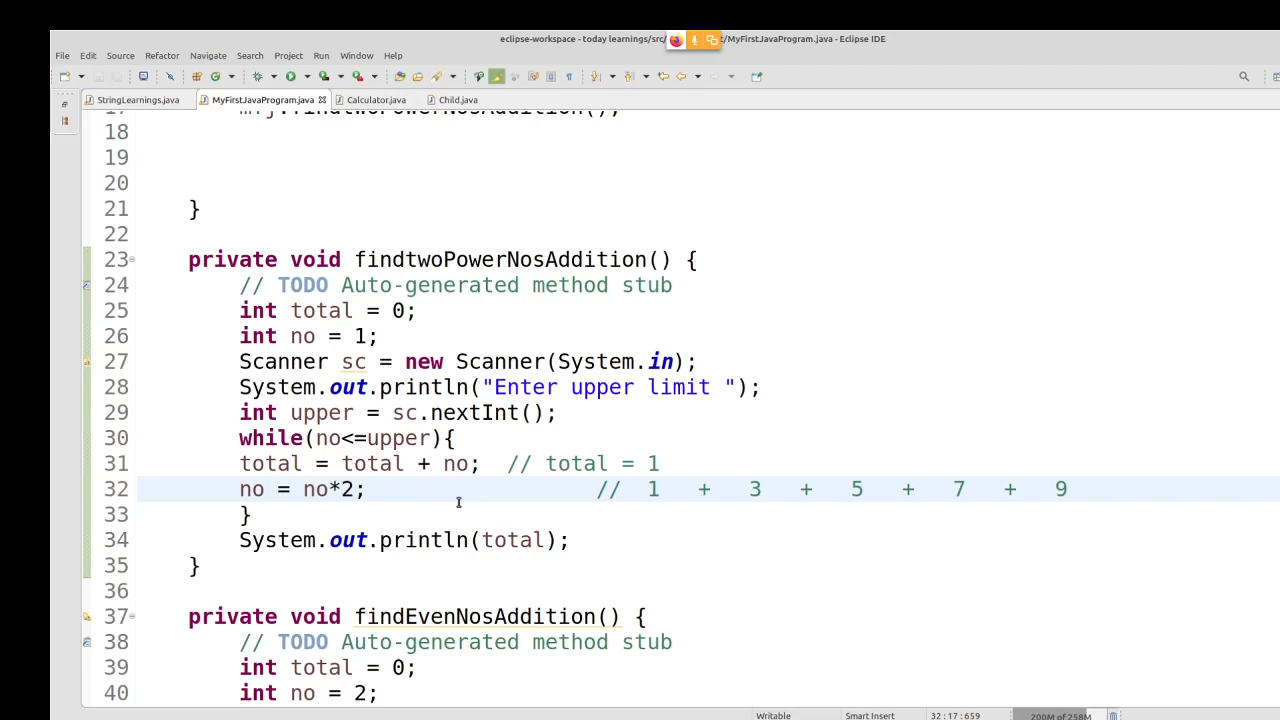 eclipse-workspace - today learnings/src/ t/MyFirstJavaProgram.java - Eclipse IDE
File Edit Source Refactor Navigate Search Project Run Window Help
StringLearnings.java MyFirstJavaProgram.java Calculator.java Child.java
17 mfj.findtwoPowerNosAddition();
18
19
20
21 }
22
23 private void findtwoPowerNosAddition() {
24 // TODO Auto-generated method stub
25 int total = 0;
26 int no = 1;
27 Scanner sc = new Scanner(System.in);
28 System.out.println("Enter upper limit ");
29 int upper = sc.nextInt();
30 while(no<=upper){
31 total = total + no; // total = 1
32 no = no*2; // 1 + 3 + 5 + 7 + 9
33 }
34 System.out.println(total);
35 }
36
37 private void findEvenNosAddition() {
38 // TODO Auto-generated method stub
39 int total = 0;
40 int no = 2;
Writable Smart Insert 32:17:659 200M of 258M